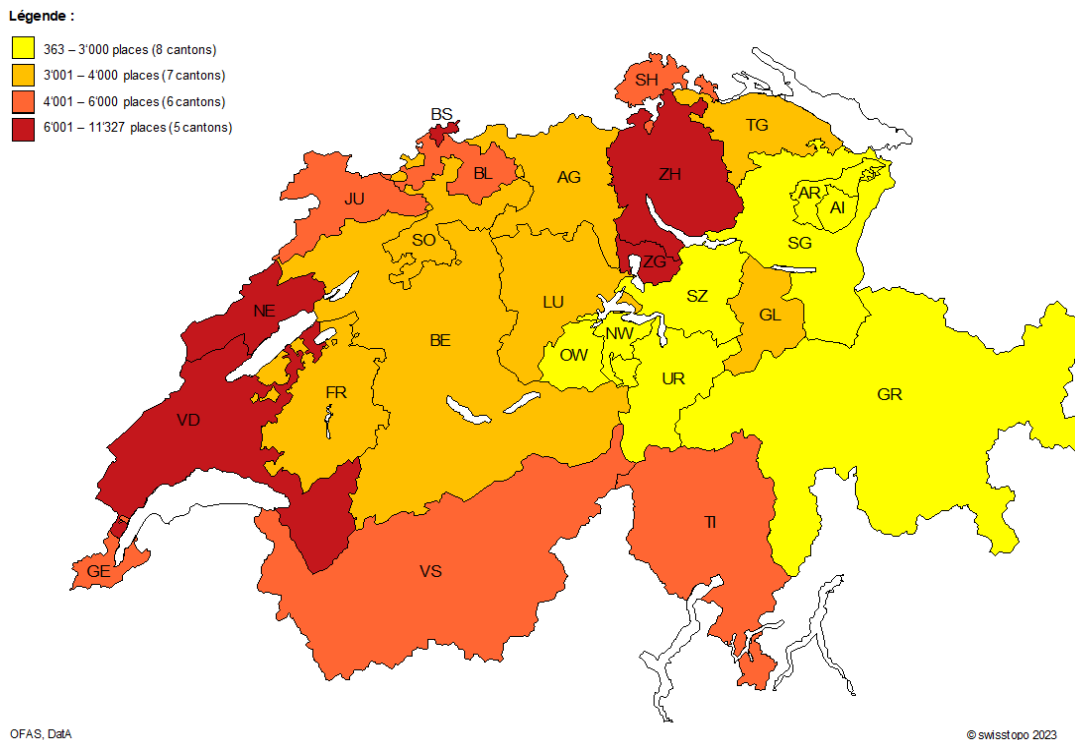 Légende :
363 – 3'000 places (8 cantons)
3'001 – 4'000 places (7 cantons)
4'001 – 6'000 places (6 cantons)
6'001 – 11'327 places (5 cantons)
SH
BS
TG
BL
AG
ZH
JU
AR
AI
SO
SG
ZG
NE
LU
SZ
GL
BE
NW
OW
UR
FR
GR
VD
TI
GE
VS
OFAS, DatA
© swisstopo 2023